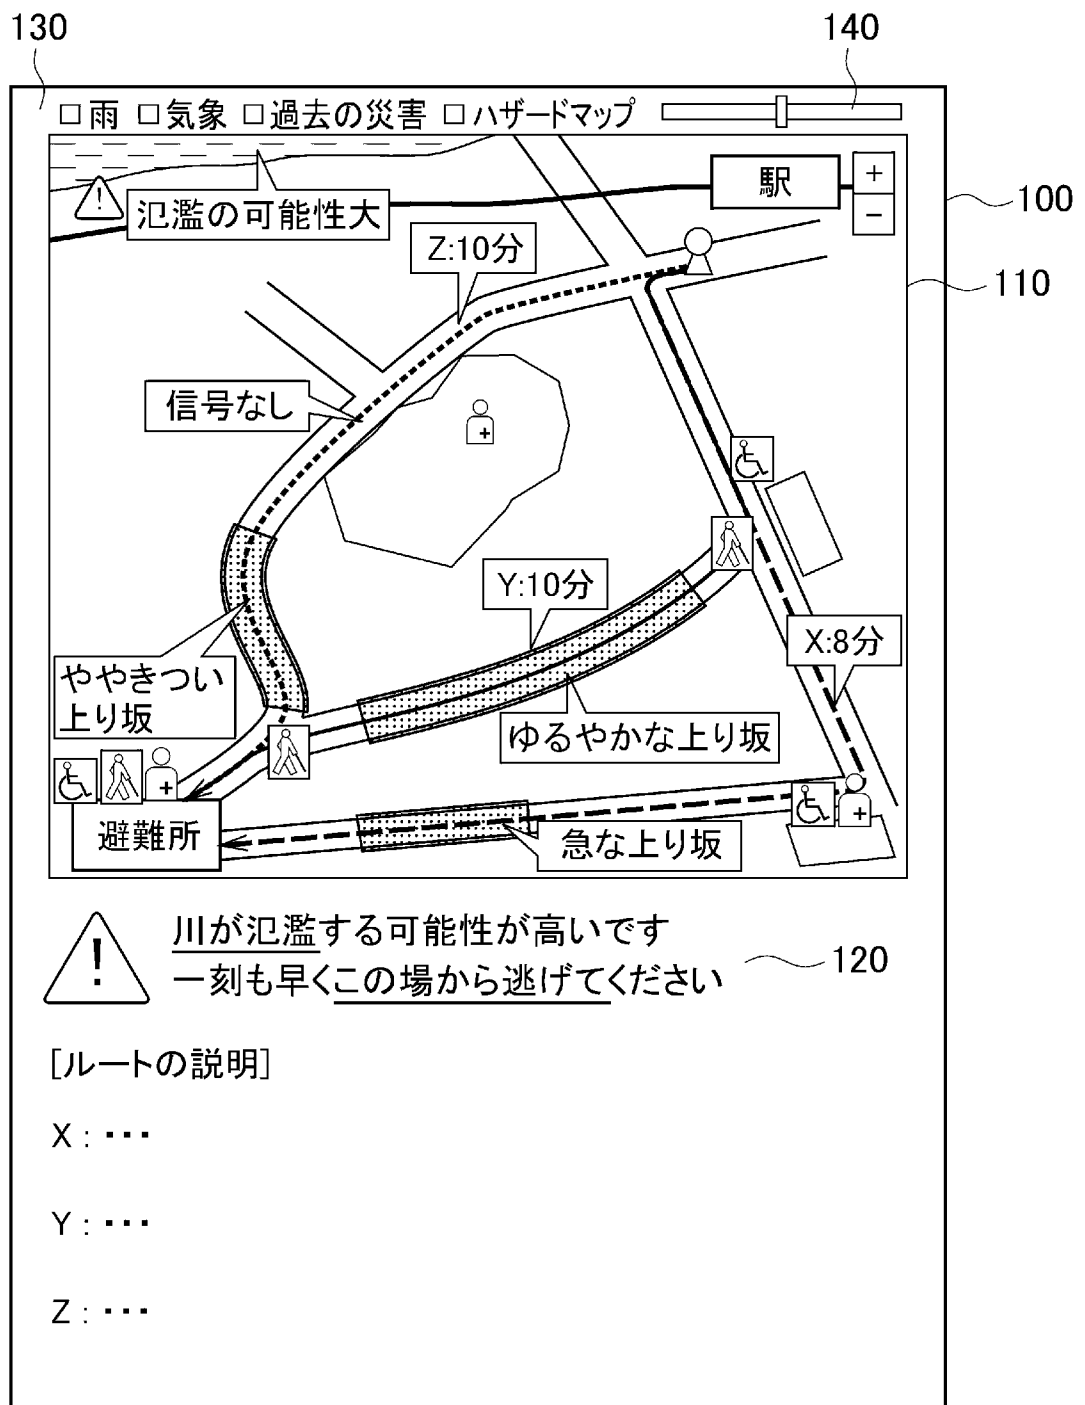 130
140
□雨 □気象 □過去の災害 □ハザードマップ
駅
+
−
100
!
氾濫の可能性大
Z:10分
110
信号なし
Y:10分
X:8分
ややきつい
上り坂
ゆるやかな上り坂
避難所
急な上り坂
!
川が氾濫する可能性が高いです
一刻も早くこの場から逃げてください
120
[ルートの説明]
X：・・・
Y：・・・
Z：・・・